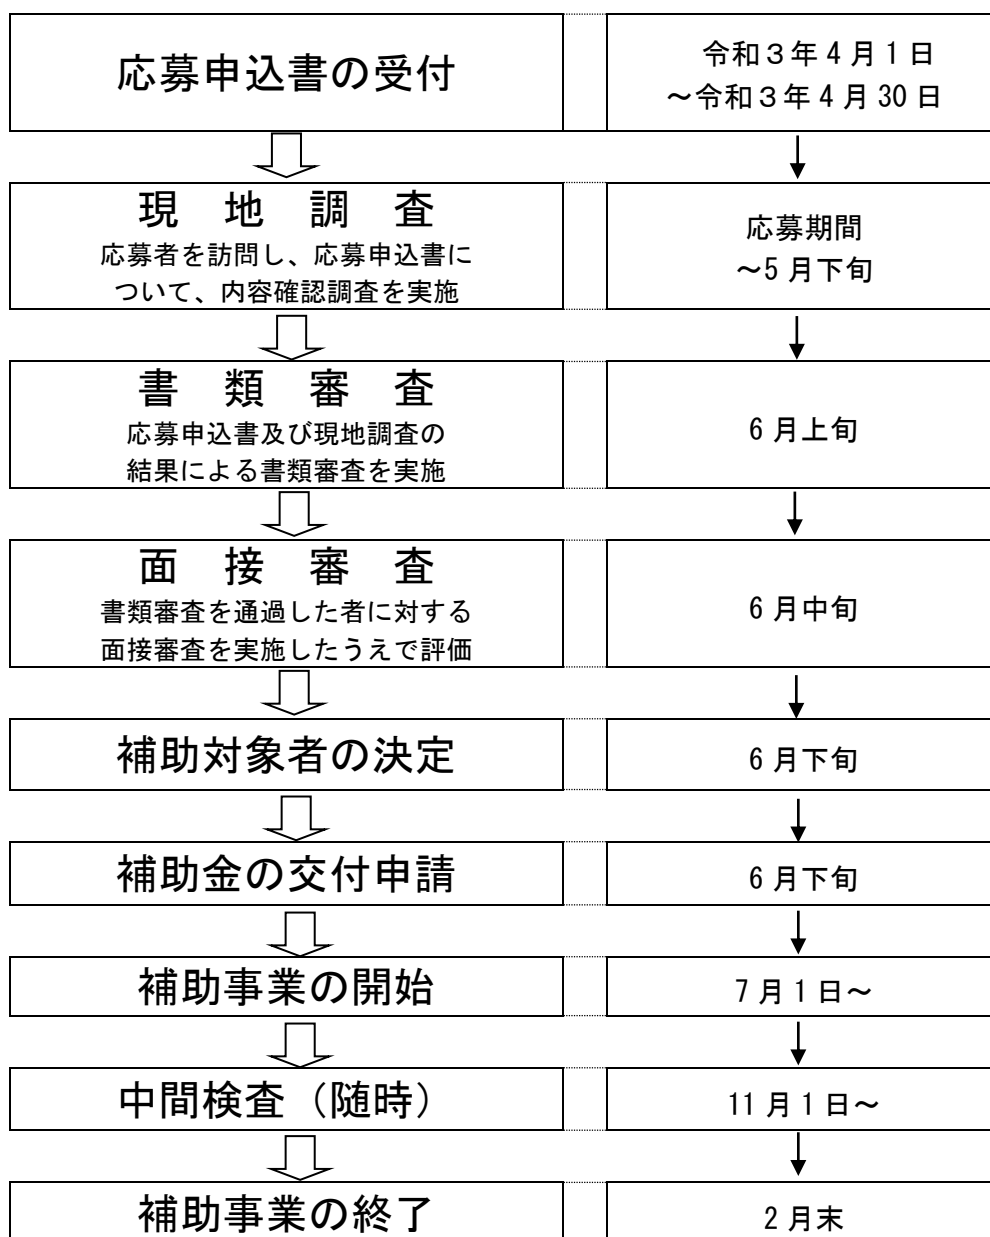 応募申込書の受付
令和３年4月1日
～令和３年4月30日
現　地　調　査
応募者を訪問し、応募申込書に
ついて、内容確認調査を実施
応募期間
～5月下旬
書　類　審　査
応募申込書及び現地調査の
結果による書類審査を実施
6月上旬
面　接　審　査
書類審査を通過した者に対する
面接審査を実施したうえで評価
6月中旬
補助対象者の決定
6月下旬
補助金の交付申請
6月下旬
補助事業の開始
7月1日～
中間検査（随時）
11月1日～
補助事業の終了
2月末